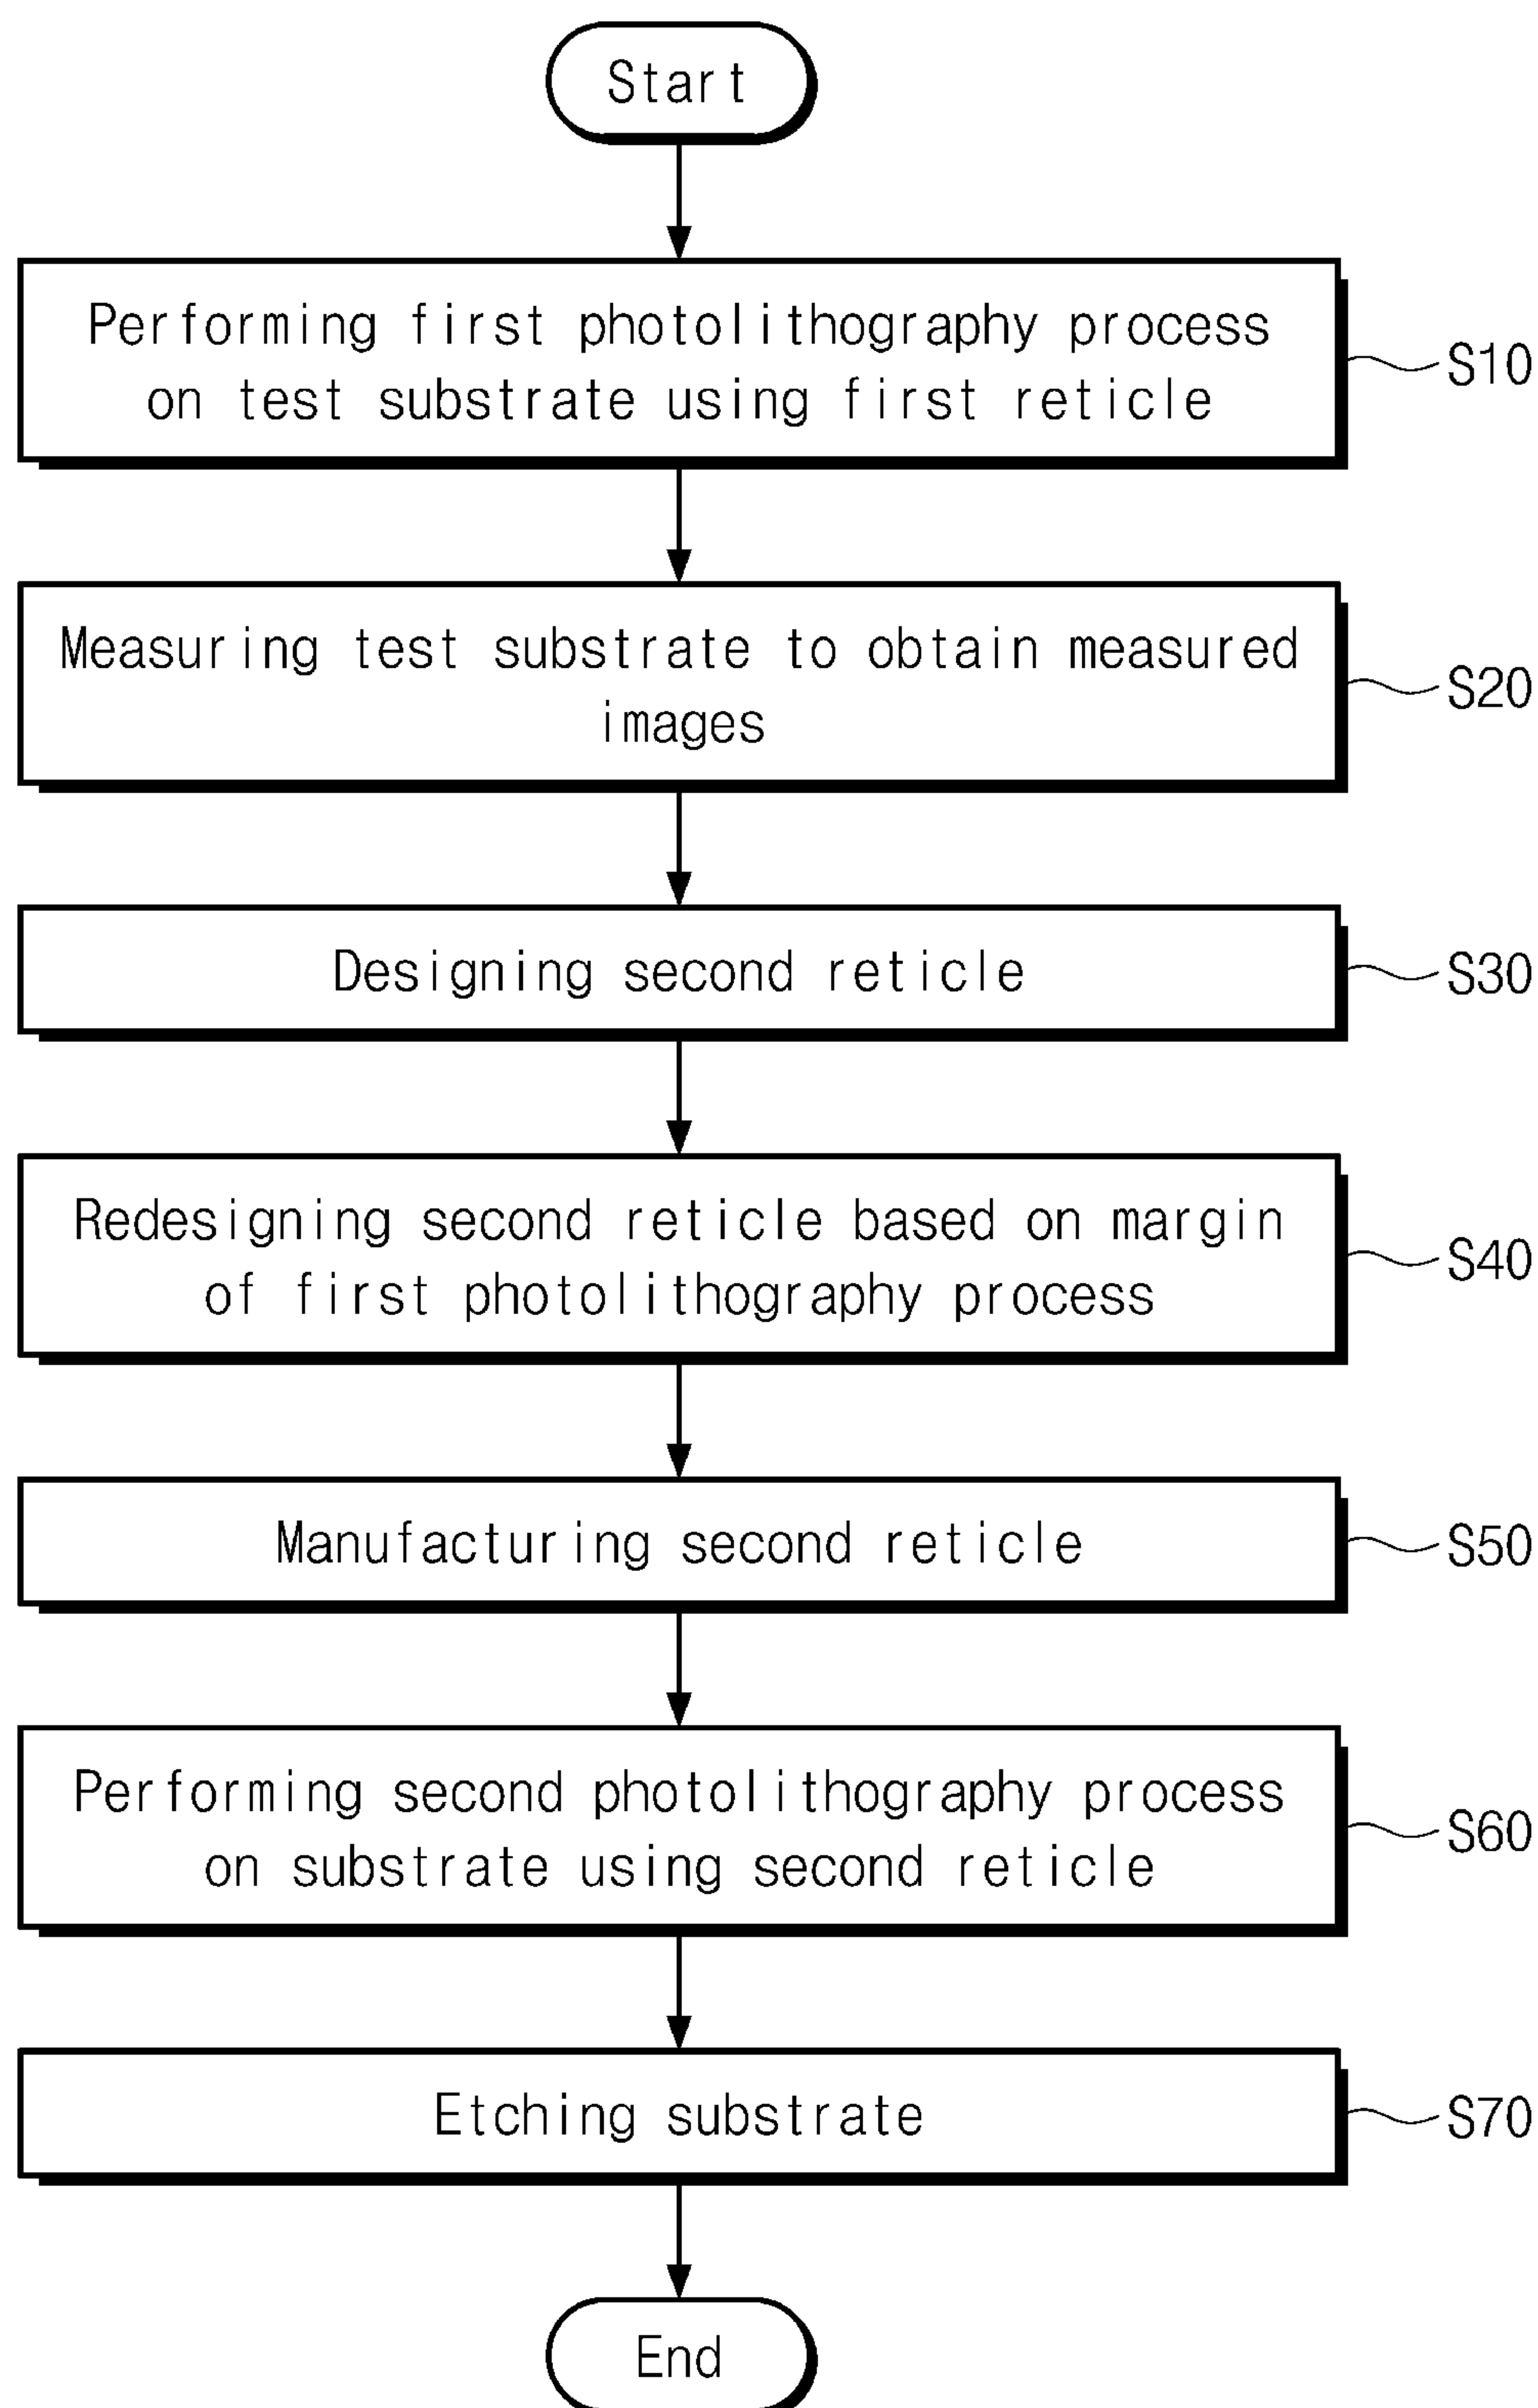 Start
Performing first photolithography process
on test substrate using first reticle
S10
Measuring test substrate to obtain measured
images
S20
Designing second reticle
S30
Redesigning second reticle based on margin
of first photolithography process
S40
Manufacturing second reticle
S50
Performing second photolithography process
on substrate using second reticle
S60
Etching substrate
S70
End